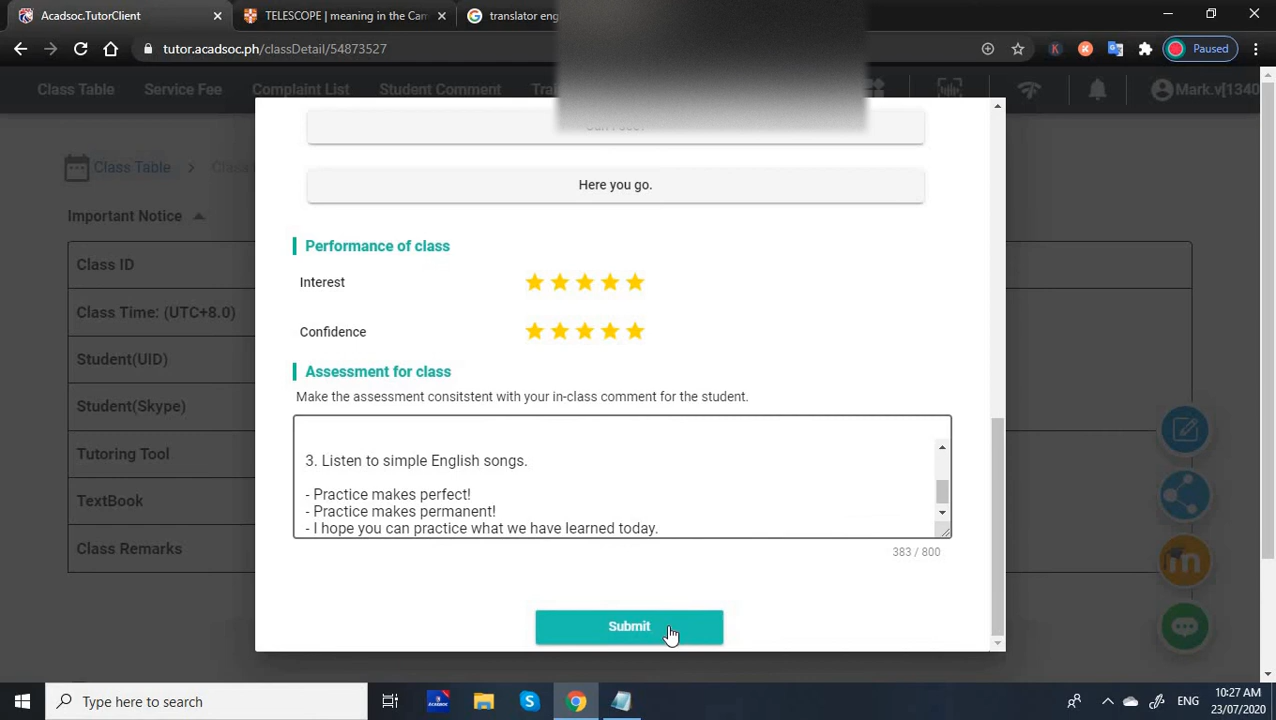 Acadsoc.TutorClient
TELESCOPE | meaning in the Cam
translator eng
tutor.acadsoc.ph/classDetail/54873527
Paused
Class Table
Service Fee
Complaint List
Student Comment
Mark.v[1340
Class Table
Important Notice
Class ID
Class Time: (UTC+8.0)
Student(UID)
Student(Skype)
Tutoring Tool
TextBook
Class Remarks
Here you go.
Performance of class
Interest
Confidence
Assessment for class
Make the assessment consitstent with your in-class comment for the student.
3. Listen to simple English songs.
- Practice makes perfect!
- Practice makes permanent!
- I hope you can practice what we have learned today.
383 / 800
Submit
Type here to search
ENG
10:27 AM
23/07/2020